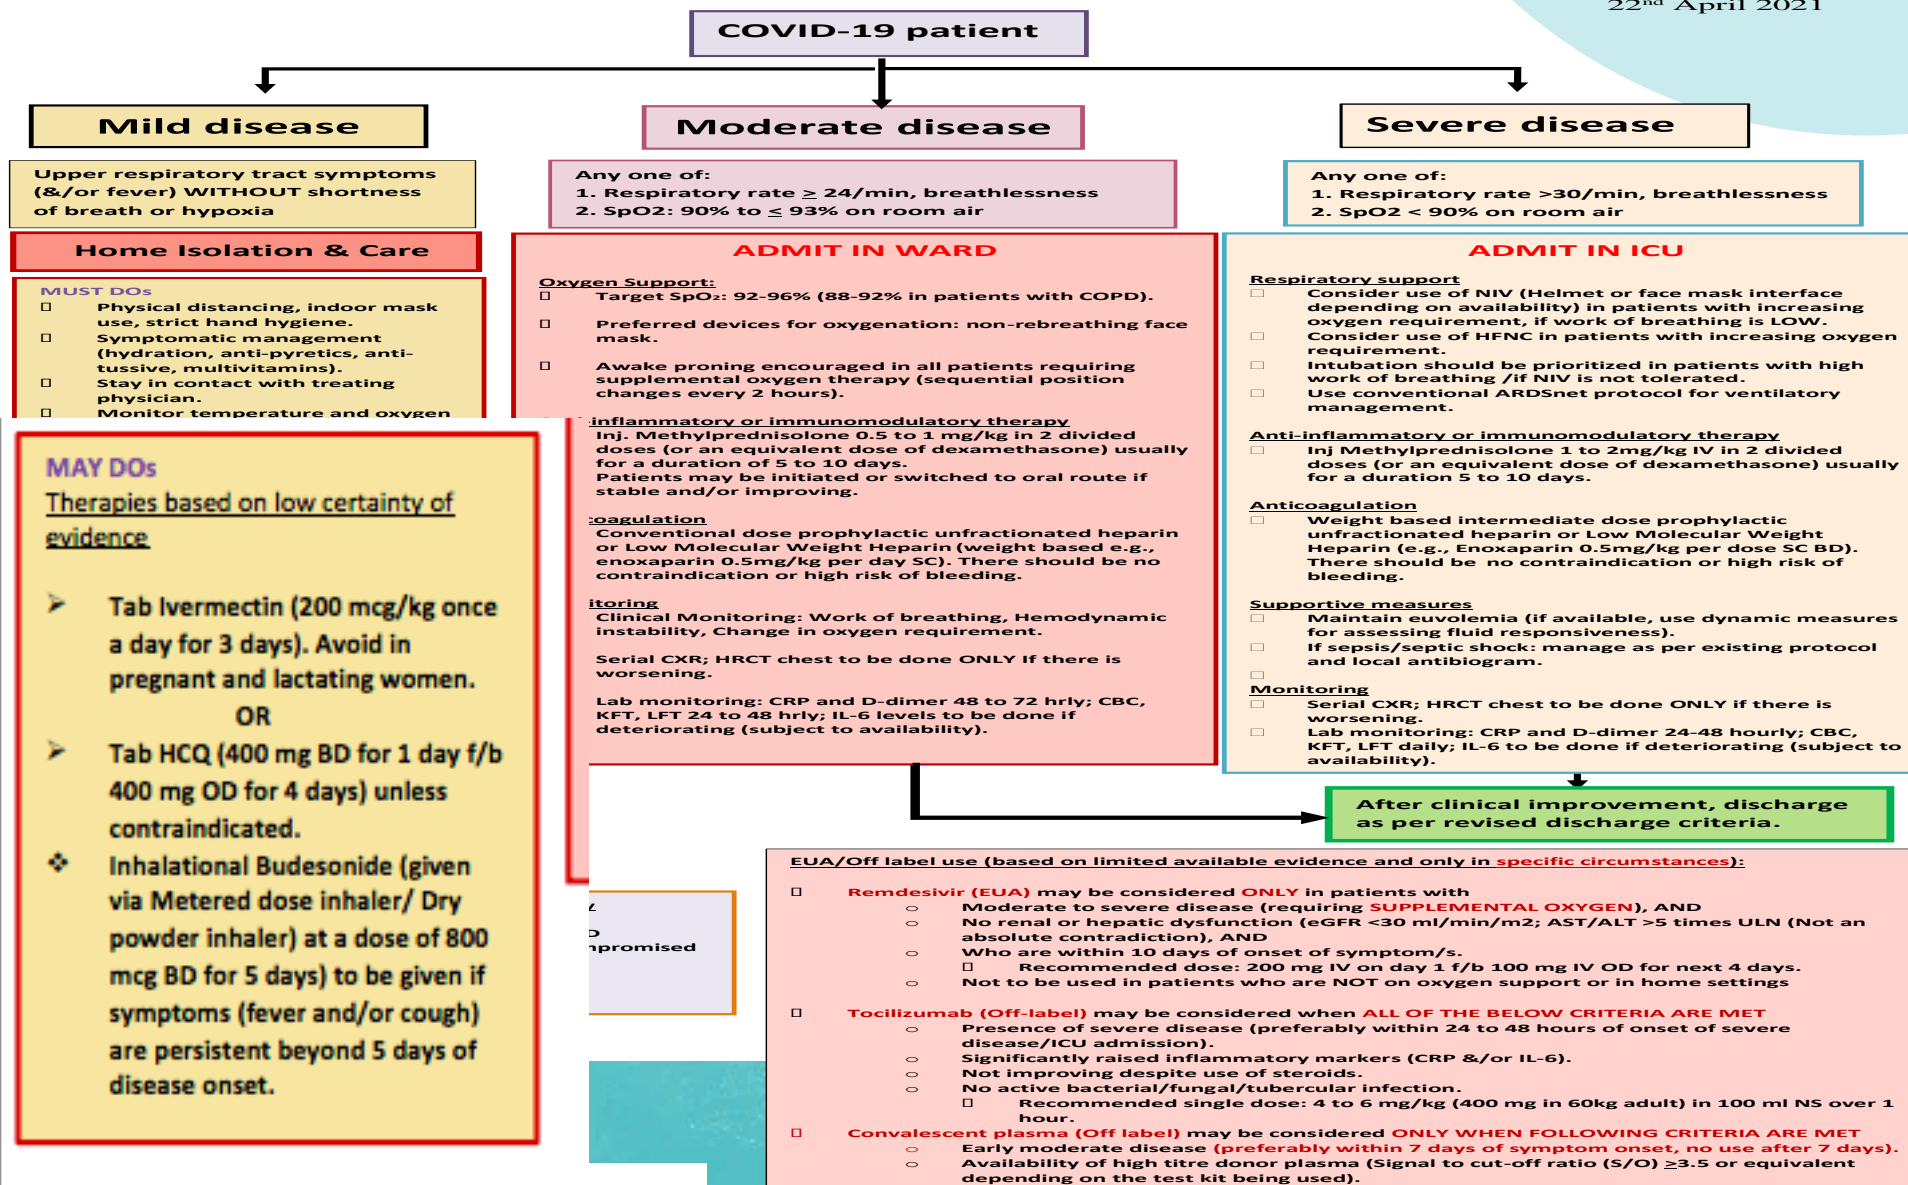 22nd April 2021
COVID-19 patient
Mild disease
Upper respiratory tract symptoms
(&/or fever) WITHOUT shortness
of breath or hypoxia
Home Isolation & Care
MUST DOs
Physical distancing, indoor mask
use, strict hand hygiene.
Symptomatic management
(hydration, anti-pyretics, anti-
tussive, multivitamins).
Stay in contact with treating
physician.
Monitor temperature and oxygen
MAY DOs
Therapies based on low certainty of
evidence
➢ Tab Ivermectin (200 mcg/kg once
a day for 3 days). Avoid in
pregnant and lactating women.
OR
➢ Tab HCQ (400 mg BD for 1 day f/b
400 mg OD for 4 days) unless
contraindicated.
❖ Inhalational Budesonide (given
via Metered dose inhaler/ Dry
powder inhaler) at a dose of 800
mcg BD for 5 days) to be given if
symptoms (fever and/or cough)
are persistent beyond 5 days of
disease onset.
Moderate disease
Any one of:
1. Respiratory rate ≥ 24/min, breathlessness
2. SpO2: 90% to ≤ 93% on room air
ADMIT IN WARD
Oxygen Support:
Target SpO₂: 92-96% (88-92% in patients with COPD).
Preferred devices for oxygenation: non-rebreathing face
mask.
Awake proning encouraged in all patients requiring
supplemental oxygen therapy (sequential position
changes every 2 hours).
inflammatory or immunomodulatory therapy
Inj. Methylprednisolone 0.5 to 1 mg/kg in 2 divided
doses (or an equivalent dose of dexamethasone) usually
for a duration of 5 to 10 days.
Patients may be initiated or switched to oral route if
stable and/or improving.
coagulation
Conventional dose prophylactic unfractionated heparin
or Low Molecular Weight Heparin (weight based e.g.,
enoxaparin 0.5mg/kg per day SC). There should be no
contraindication or high risk of bleeding.
itoring
Clinical Monitoring: Work of breathing, Hemodynamic
instability, Change in oxygen requirement.
Serial CXR; HRCT chest to be done ONLY If there is
worsening.
Lab monitoring: CRP and D-dimer 48 to 72 hrly; CBC,
KFT, LFT 24 to 48 hrly; IL-6 levels to be done if
deteriorating (subject to availability).
Severe disease
Any one of:
1. Respiratory rate >30/min, breathlessness
2. SpO2 < 90% on room air
ADMIT IN ICU
Respiratory support
Consider use of NIV (Helmet or face mask interface
depending on availability) in patients with increasing
oxygen requirement, if work of breathing is LOW.
Consider use of HFNC in patients with increasing oxygen
requirement.
Intubation should be prioritized in patients with high
work of breathing /if NIV is not tolerated.
Use conventional ARDSnet protocol for ventilatory
management.
Anti-inflammatory or immunomodulatory therapy
Inj Methylprednisolone 1 to 2mg/kg IV in 2 divided
doses (or an equivalent dose of dexamethasone) usually
for a duration 5 to 10 days.
Anticoagulation
Weight based intermediate dose prophylactic
unfractionated heparin or Low Molecular Weight
Heparin (e.g., Enoxaparin 0.5mg/kg per dose SC BD).
There should be no contraindication or high risk of
bleeding.
Supportive measures
Maintain euvolemia (if available, use dynamic measures
for assessing fluid responsiveness).
If sepsis/septic shock: manage as per existing protocol
and local antibiogram.
Monitoring
Serial CXR; HRCT chest to be done ONLY if there is
worsening.
Lab monitoring: CRP and D-dimer 24-48 hourly; CBC,
KFT, LFT daily; IL-6 to be done if deteriorating (subject to
availability).
After clinical improvement, discharge
as per revised discharge criteria.
mpromised
EUA/Off label use (based on limited available evidence and only in specific circumstances):
Remdesivir (EUA) may be considered ONLY in patients with
Moderate to severe disease (requiring SUPPLEMENTAL OXYGEN), AND
No renal or hepatic dysfunction (eGFR <30 ml/min/m2; AST/ALT >5 times ULN (Not an
absolute contradiction), AND
Who are within 10 days of onset of symptom/s.
Recommended dose: 200 mg IV on day 1 f/b 100 mg IV OD for next 4 days.
Not to be used in patients who are NOT on oxygen support or in home settings
Tocilizumab (Off-label) may be considered when ALL OF THE BELOW CRITERIA ARE MET
Presence of severe disease (preferably within 24 to 48 hours of onset of severe
disease/ICU admission).
Significantly raised inflammatory markers (CRP &/or IL-6).
Not improving despite use of steroids.
No active bacterial/fungal/tubercular infection.
Recommended single dose: 4 to 6 mg/kg (400 mg in 60kg adult) in 100 ml NS over 1
hour.
Convalescent plasma (Off label) may be considered ONLY WHEN FOLLOWING CRITERIA ARE MET
Early moderate disease (preferably within 7 days of symptom onset, no use after 7 days).
Availability of high titre donor plasma (Signal to cut-off ratio (S/O) ≥3.5 or equivalent
depending on the test kit being used).